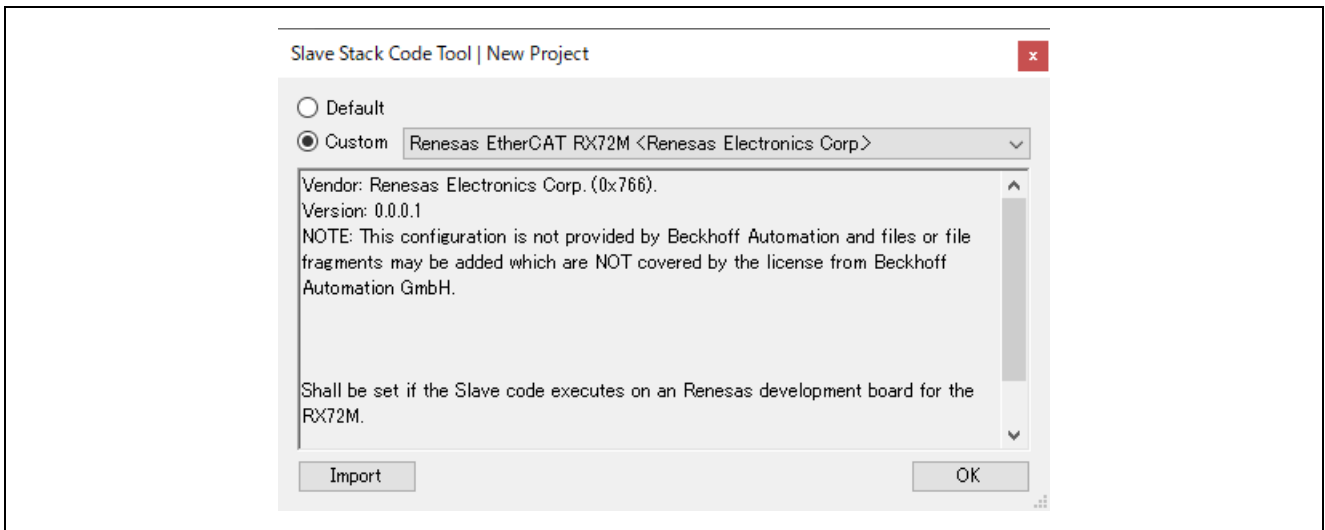 Slave Stack Code Tool | New Project
x
Default
Custom Renesas EtherCAT RX72M <Renesas Electronics Corp>
Vendor: Renesas Electronics Corp. (0x766).
Version: 0.0.0.1
NOTE: This configuration is not provided by Beckhoff Automation and files or file
fragments may be added which are NOT covered by the license from Beckhoff
Automation GmbH.
Shall be set if the Slave code executes on an Renesas development board for the
RX72M.
Import OK